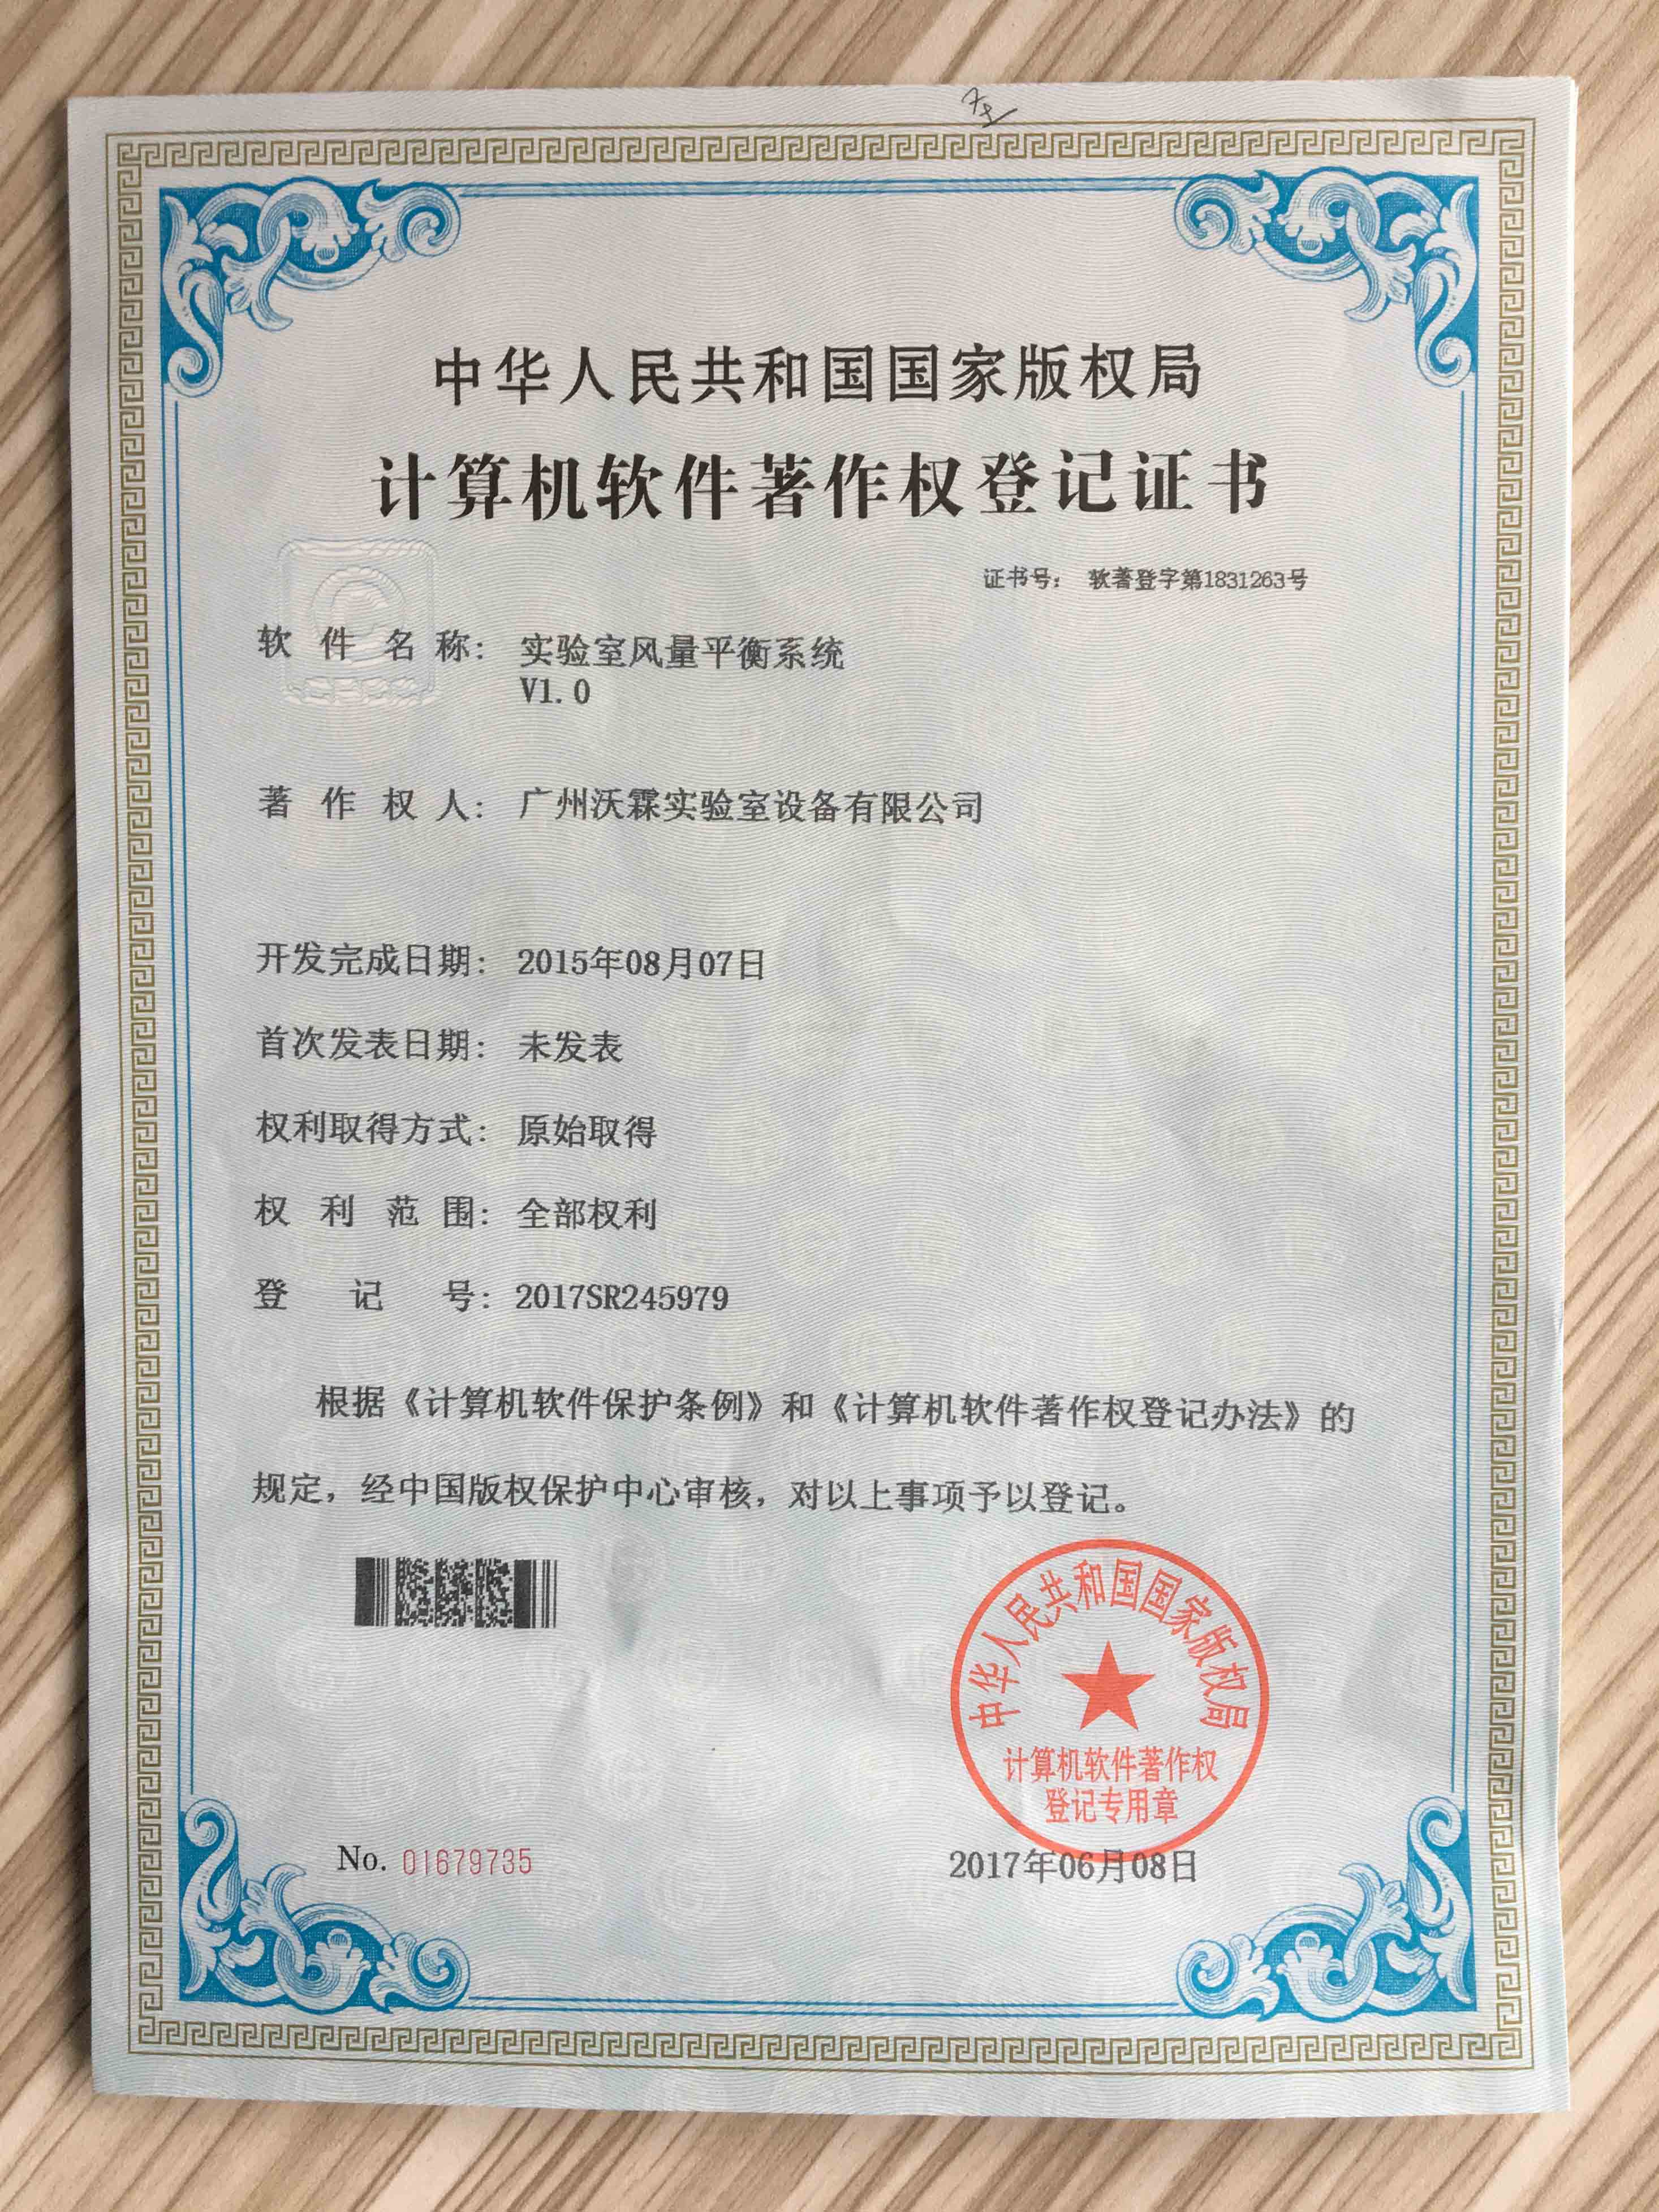 中华人民共和国国家版权局
计算机软件著作权登记证书
证书号： 软著登字第1831263号
软件名称： 实验室风量平衡系统
V1.0
著作权人： 广州沃霖实验室设备有限公司
开发完成日期： 2015年08月07日
首次发表日期： 未发表
权利取得方式： 原始取得
权利范围： 全部权利
登记号： 2017SR245979
根据《计算机软件保护条例》和《计算机软件著作权登记办法》的
规定，经中国版权保护中心审核，对以上事项予以登记。
中华人民共和国国家版权局
计算机软件著作权
登记专用章
No. 01679735
2017年06月08日